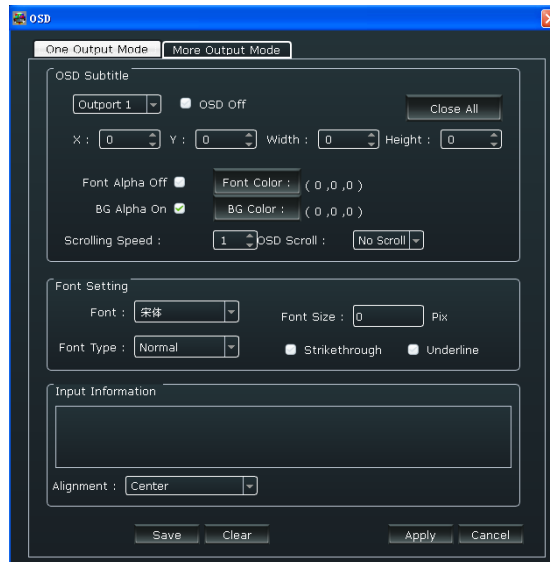 OSD
One Output Mode More Output Mode
OSD Subtitle
Outport 1 OSD Off Close All
X : 0 Y : 0 Width : 0 Height : 0
Font Alpha Off Font Color : ( 0 ,0 ,0 )
BG Alpha On BG Color : ( 0 ,0 ,0 )
Scrolling Speed : 1 OSD Scroll : No Scroll
Font Setting
Font : 宋体 Font Size : 0 Pix
Font Type : Normal Strikethrough Underline
Input Information
Alignment : Center
Save Clear Apply Cancel